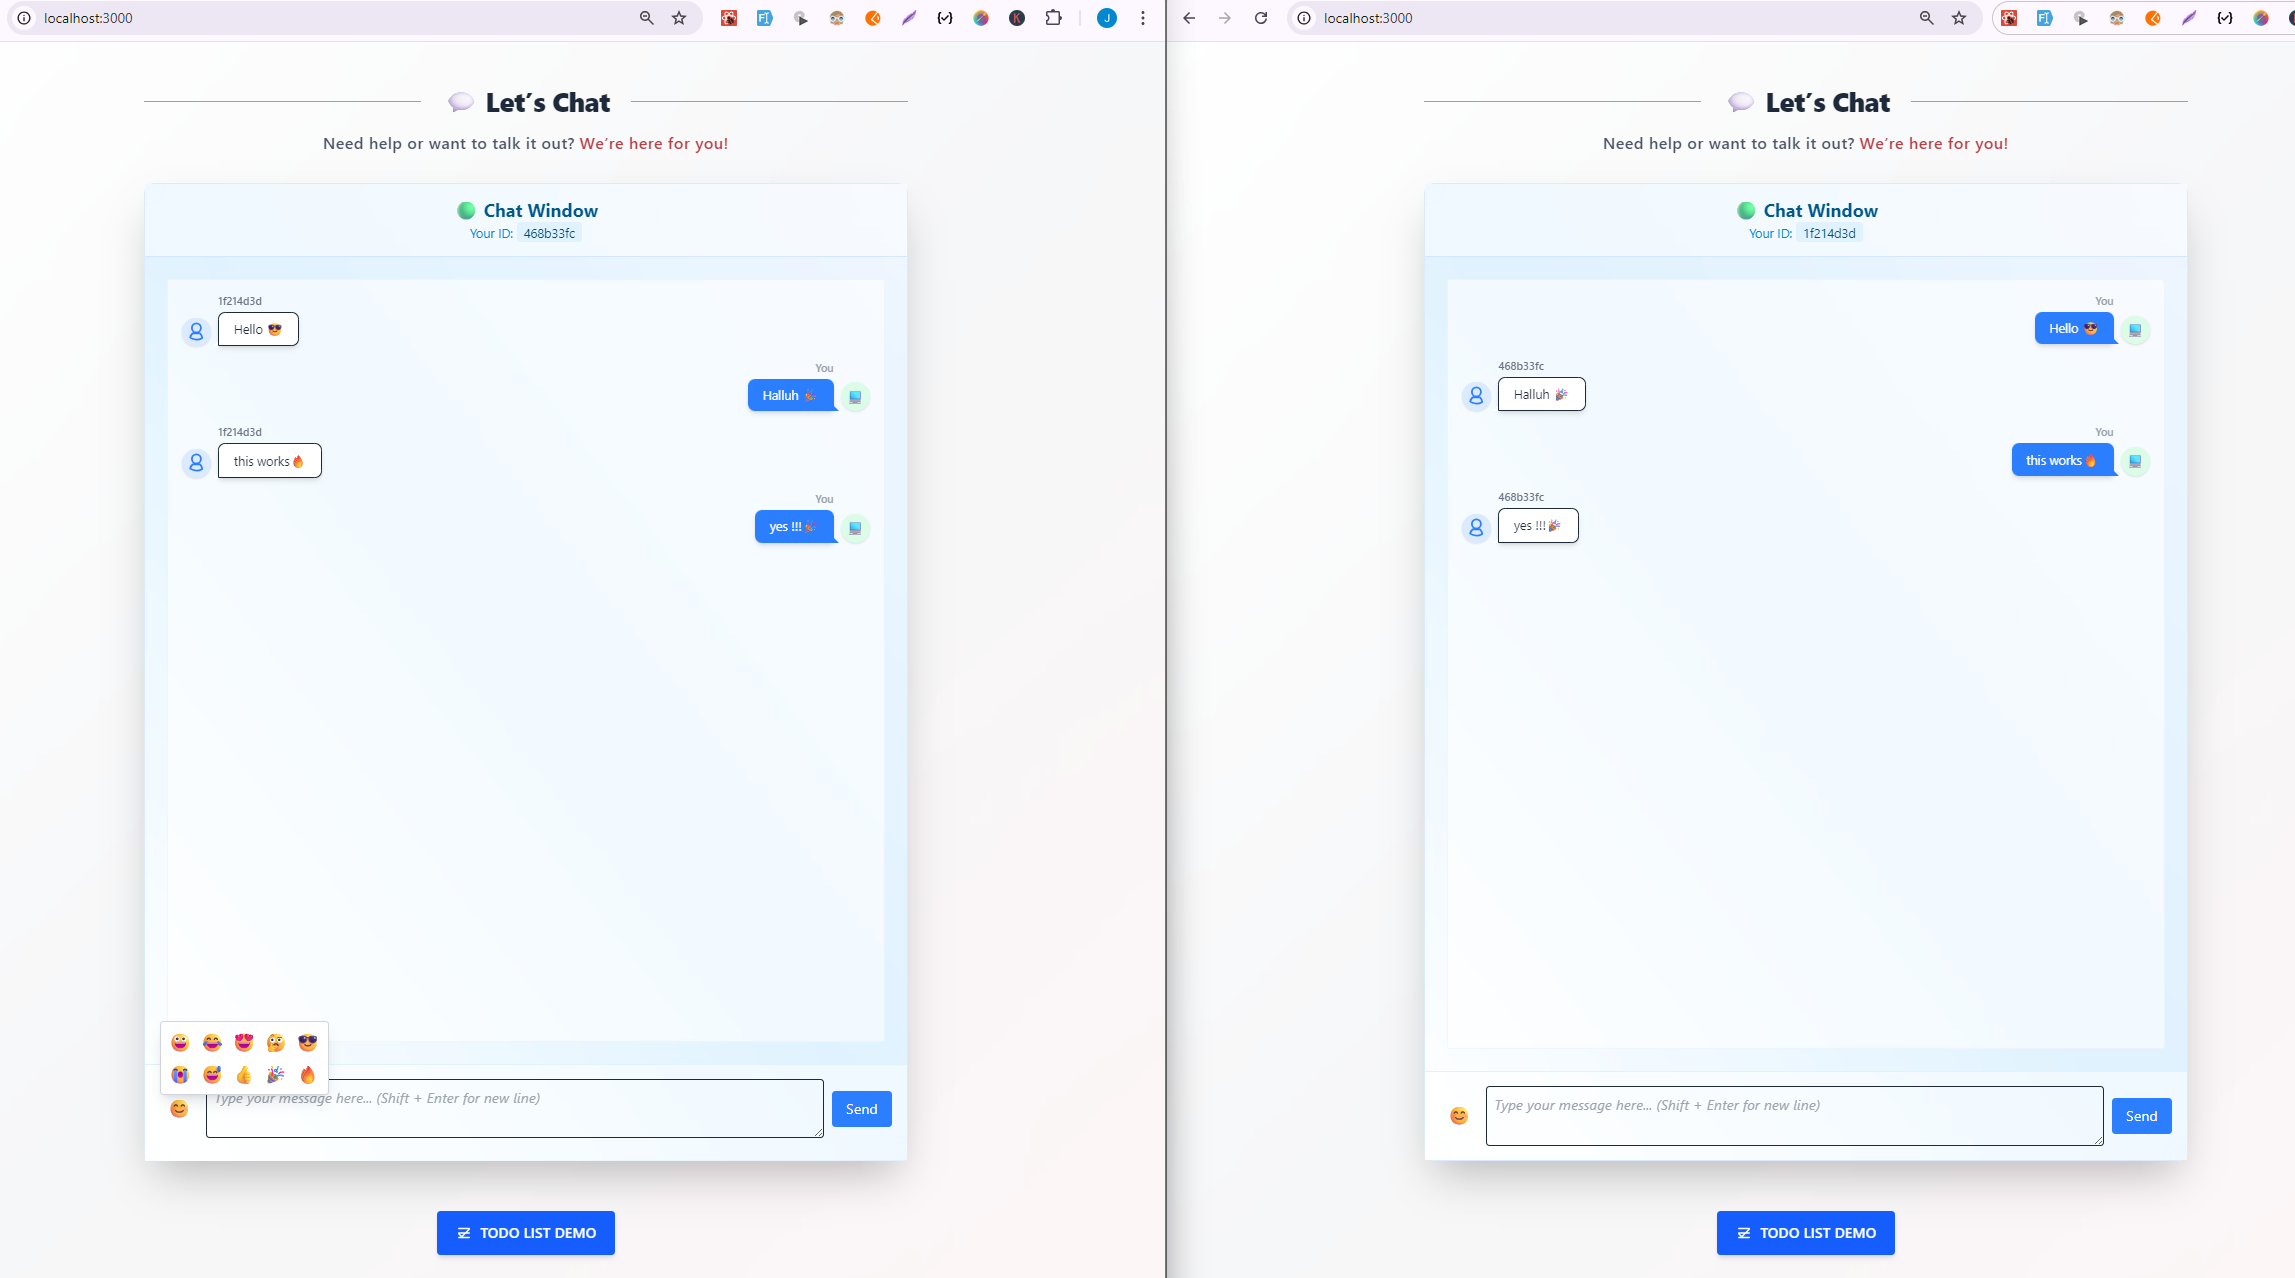 localhost:3000
J
K
💬 Let's Chat
Need help or want to talk it out? We're here for you!
Chat Window
Your ID: 468b33fc
1f214d3d
Hello 😎
You
Halluh 🎉
1f214d3d
this works🔥
You
yes !!!🎉
Type your message here... (Shift + Enter for new line)
Send
TODO LIST DEMO
localhost:3000
💬 Let's Chat
Need help or want to talk it out? We're here for you!
Chat Window
Your ID: 1f214d3d
You
Hello 😎
468b33fc
Halluh 🎉
You
this works🔥
468b33fc
yes !!!🎉
Type your message here... (Shift + Enter for new line)
Send
TODO LIST DEMO